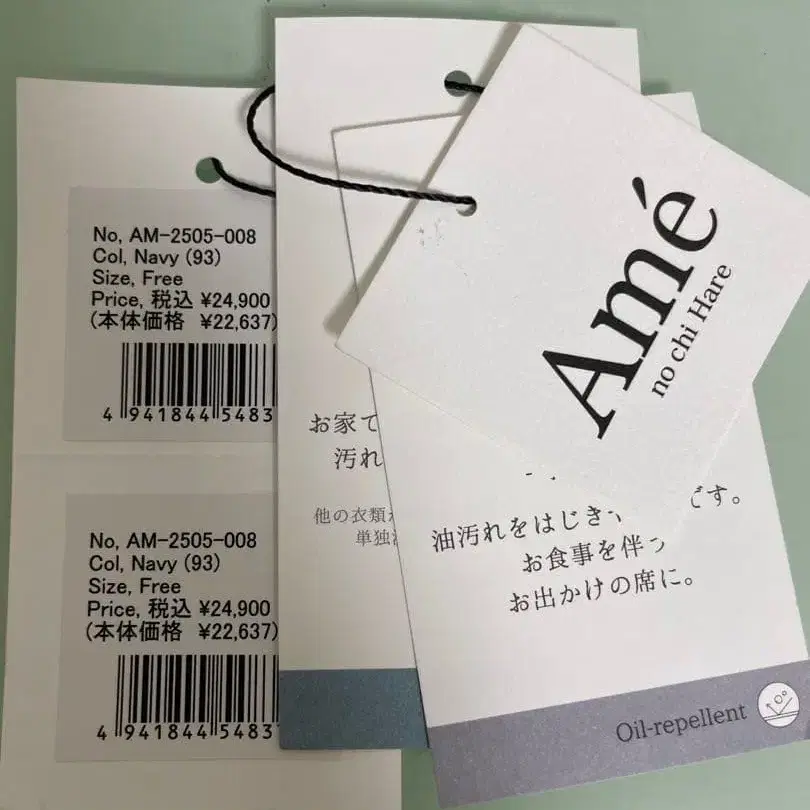 No, AM-2505-008
Col, Navy (93)
Size, Free
Price, 税込 ¥24,900
(本体価格 ¥22,637)
4 941844 5483
No, AM-2505-008
Col, Navy (93)
Size, Free
Price, 税込 ¥24,900
(本体価格 ¥22,637)
4 941844 5483
お家で
汚れ
他の衣類
単独
Amé
no chi Hare
油汚れをはじき です。
お食事を伴う
お出かけの席に。
Oil-repellent